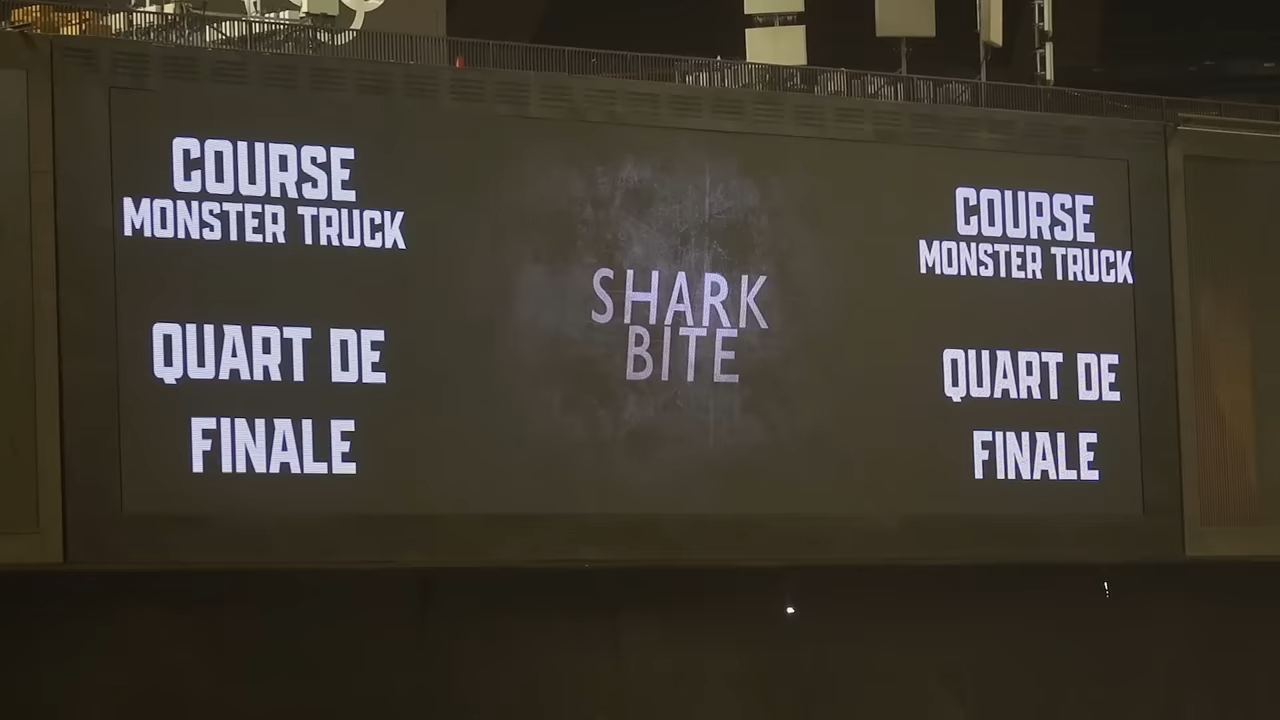 COURSE
MONSTER TRUCK
QUART DE
FINALE
SHARK
BITE
COURSE
MONSTER TRUCK
QUART DE
FINALE